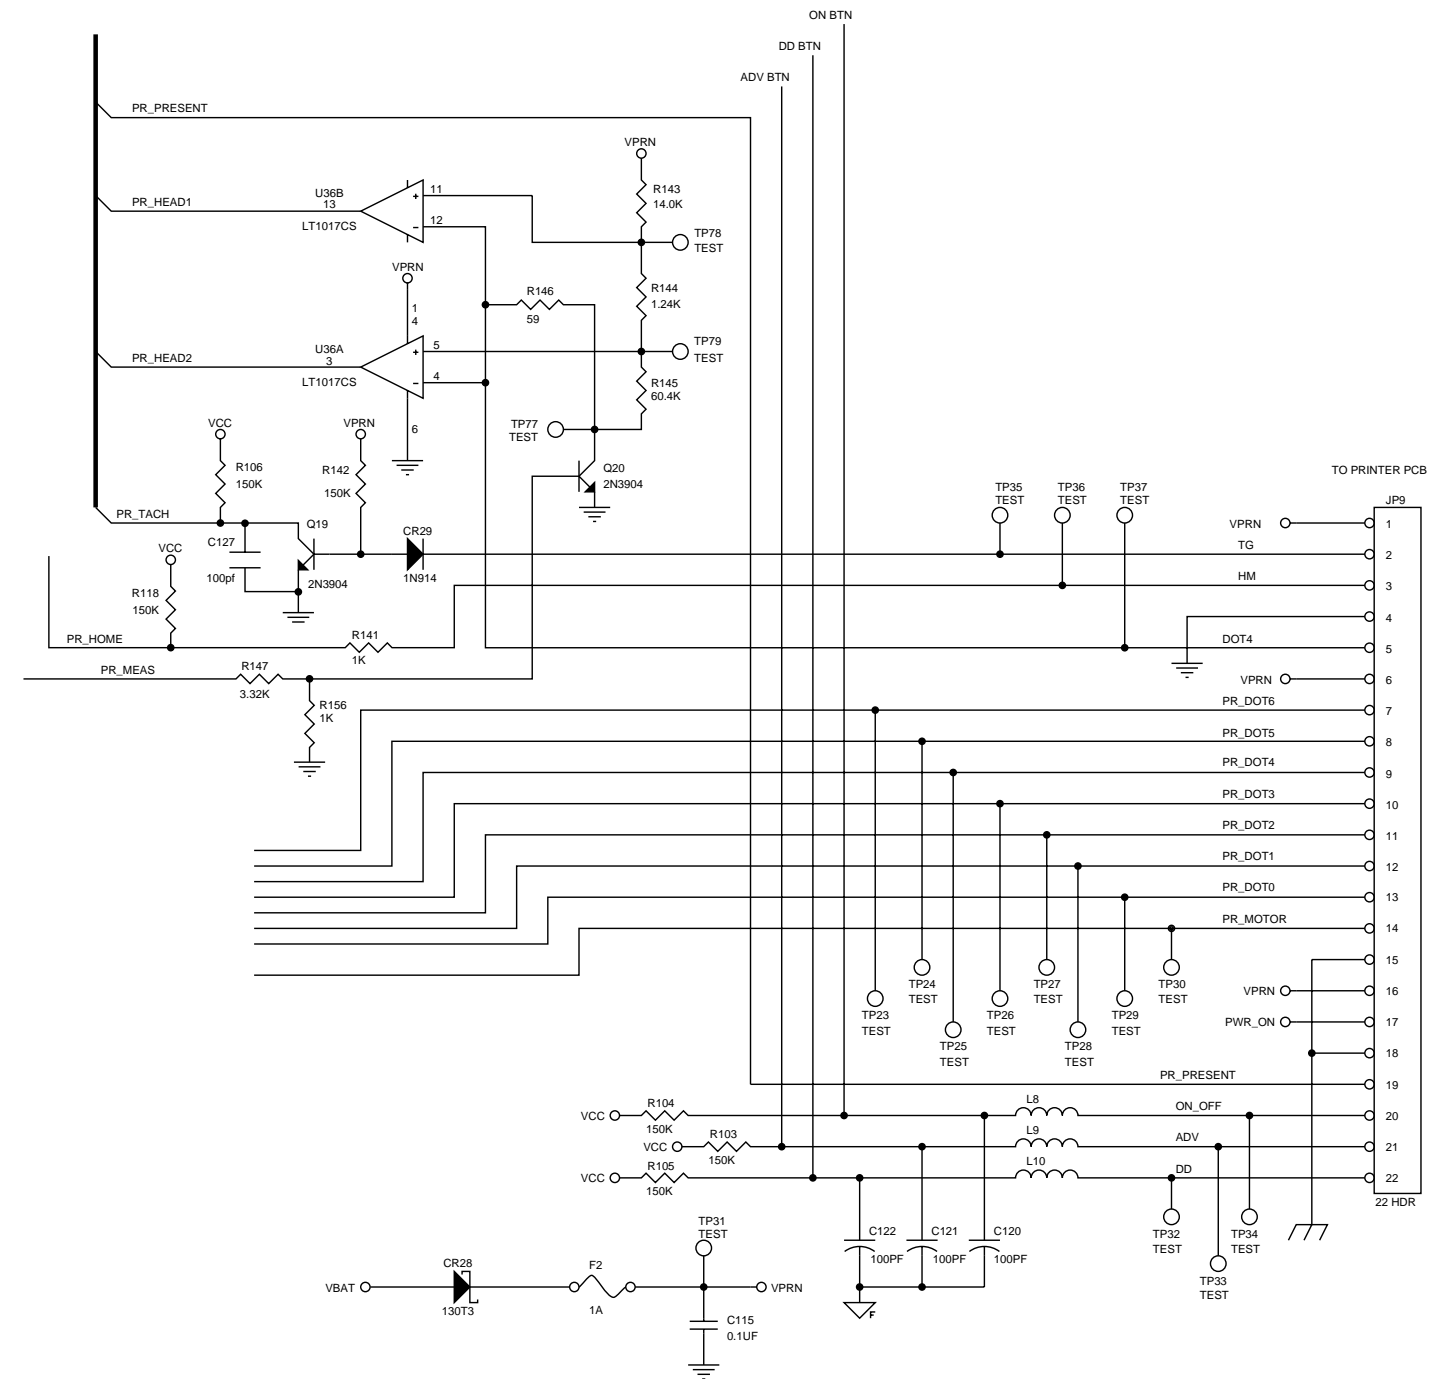 ON BTN
DD BTN
ADV BTN
PR_PRESENT
VPRN
R143
14.0K
U36B
13
LT1017CS
+
-
11
12
PR_HEAD1
TP78
TEST
VPRN
1
4
R146
59
R144
1.24K
PR_HEAD2
U36A
3
LT1017CS
+
-
5
4
6
TP79
TEST
R145
60.4K
TP77
TEST
VCC
R106
150K
VPRN
R142
150K
Q20
2N3904
TO PRINTER PCB
PR_TACH
C127
100pf
Q19
2N3904
CR29
1N914
TP35
TEST
TP36
TEST
TP37
TEST
JP9
VPRN
1
TG
2
HM
3
4
DOT4
5
VPRN
6
VCC
R118
150K
PR_HOME
R141
1K
PR_MEAS
R147
3.32K
R156
1K
PR_DOT6
7
PR_DOT5
8
PR_DOT4
9
PR_DOT3
10
PR_DOT2
11
PR_DOT1
12
PR_DOT0
13
PR_MOTOR
14
15
VPRN
16
PWR_ON
17
18
PR_PRESENT
19
TP23
TEST
TP24
TEST
TP25
TEST
TP26
TEST
TP27
TEST
TP28
TEST
TP29
TEST
TP30
TEST
VCC
R104
150K
L8
ON_OFF
20
VCC
R103
150K
L9
ADV
21
VCC
R105
150K
L10
DD
22
22 HDR
C122
100PF
C121
100PF
C120
100PF
F
TP32
TEST
TP33
TEST
TP34
TEST
TP31
TEST
VBAT
CR28
130T3
F2
1A
VPRN
C115
0.1UF